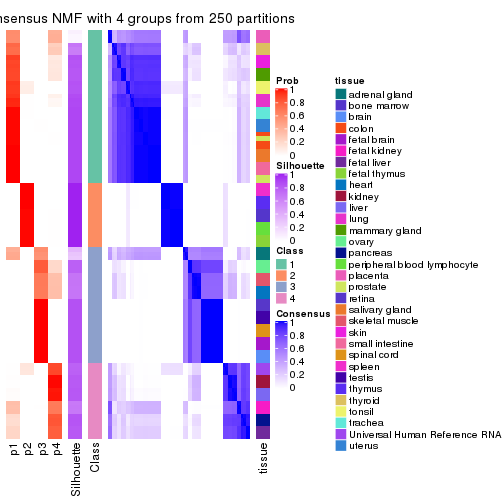 nsensus NMF with 4 groups from 250 partitions
Prob
1
0.8
0.6
0.4
0.2
0
Silhouette
1
0.8
0.6
0.4
0.2
0
Class
1
2
3
4
Consensus
1
0.8
0.6
0.4
0.2
0
tissue
adrenal gland
bone marrow
brain
colon
fetal brain
fetal kidney
fetal liver
fetal thymus
heart
kidney
liver
lung
mammary gland
ovary
pancreas
peripheral blood lymphocyte
placenta
prostate
retina
salivary gland
skeletal muscle
skin
small intestine
spinal cord
spleen
testis
thymus
thyroid
tonsil
trachea
Universal Human Reference RNA
uterus
p1
p2
p3
p4
Silhouette
Class
tissue